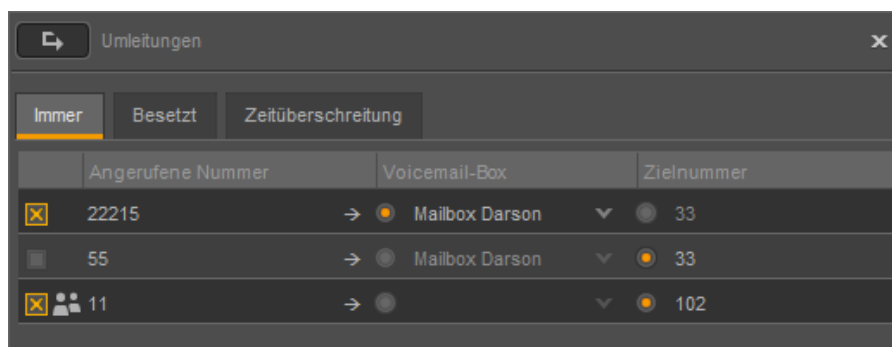 Umleitungen
Immer Besetzt Zeitüberschreitung
Angerufene Nummer Voicemail-Box Zielnummer
22215 Mailbox Darson 33
55 Mailbox Darson 33
11 102